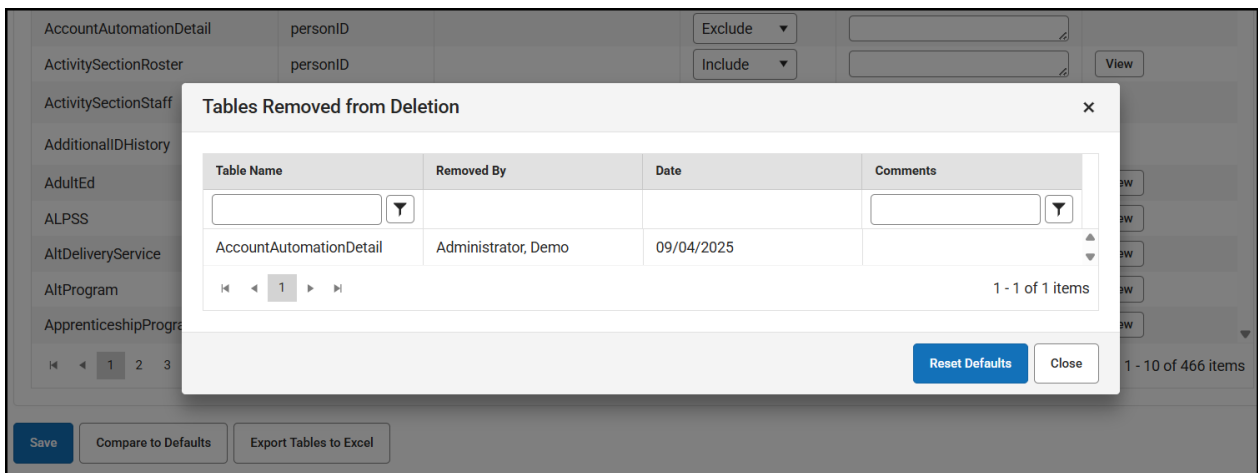 AccountAutomationDetail personID Exclude
ActivitySectionRoster personID Include View
ActivitySectionStaff
Tables Removed from Deletion
AdditionalIDHistory
Table Name Removed By Date Comments
AdultEd
ALPSS
AccountAutomationDetail Administrator, Demo 09/04/2025
AltDeliveryService
AltProgram
1
1 - 1 of 1 items
Reset Defaults Close
1 2 3
1 - 10 of 466 items
Save Compare to Defaults Export Tables to Excel